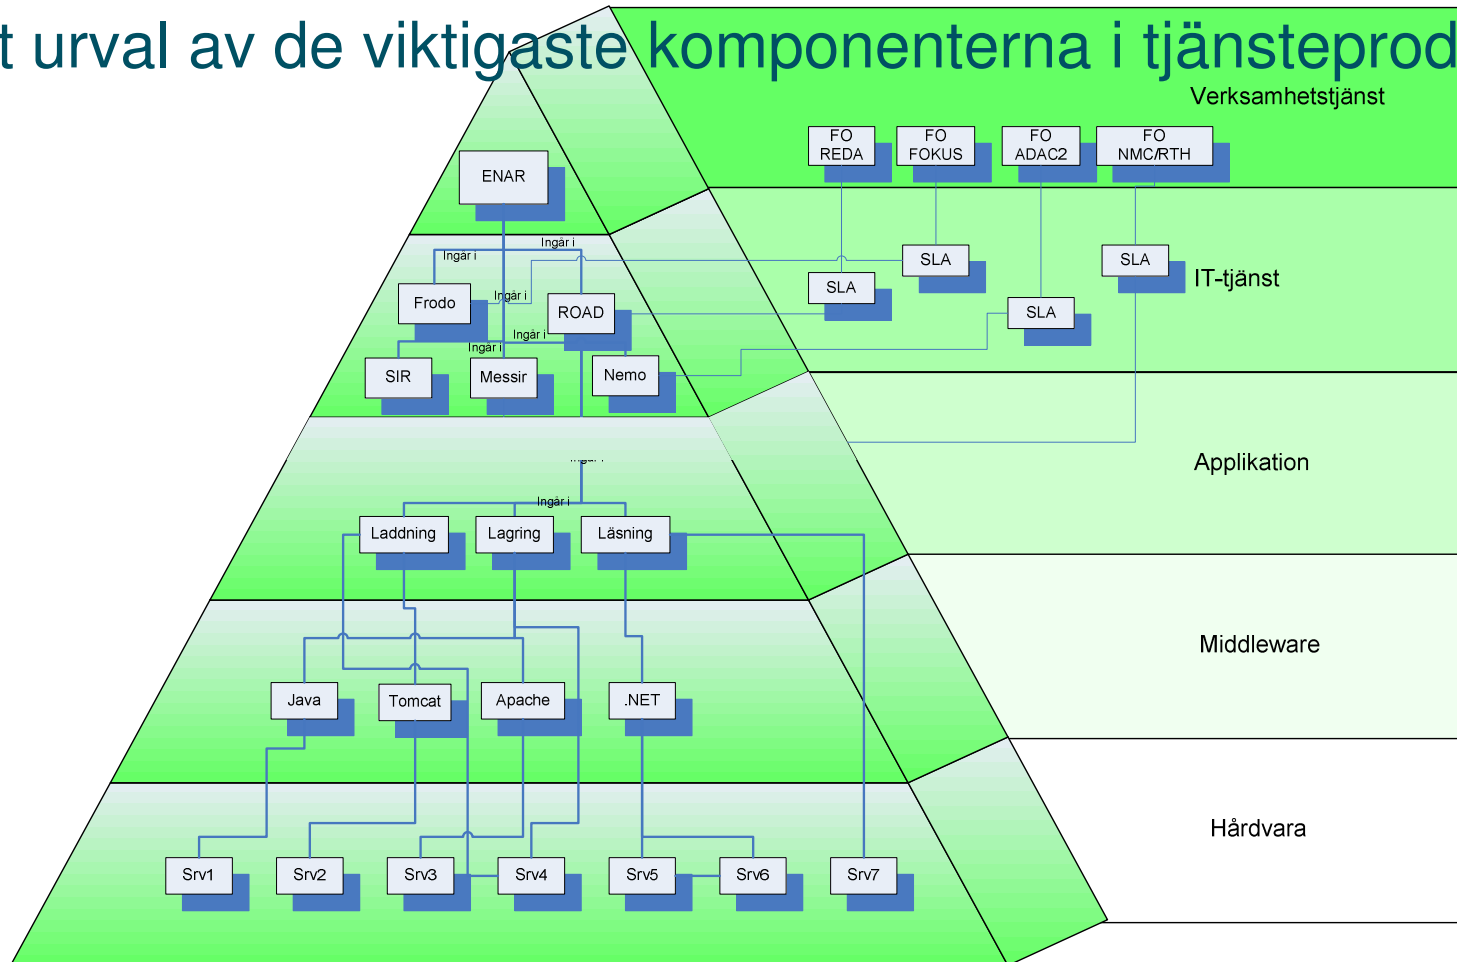 t urval av de viktigaste komponenterna i tjänsteprod
Verksamhetstjänst
FO
REDA
FO
FOKUS
FO
ADAC2
FO
NMC/RTH
ENAR
Ingår i
Ingår i
SLA
SLA
IT-tjänst
SLA
Frodo
Ingår i
ROAD
SLA
Ingår i
Ingår i
SIR
Messir
Nemo
Applikation
Ingår i
Ingår i
Laddning
Lagring
Läsning
Middleware
Java
Tomcat
Apache
.NET
Hårdvara
Srv1
Srv2
Srv3
Srv4
Srv5
Srv6
Srv7